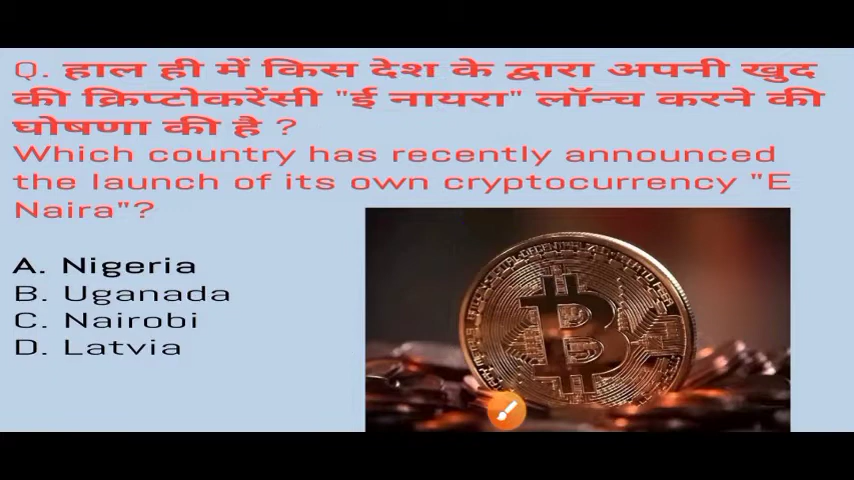 Q. हाल ही में किस देश के द्वारा अपनी खुद
की क्रिप्टोकरेंसी "ई नायरा" लॉन्च करने की
घोषणा की है ?
Which country has recently announced
the launch of its own cryptocurrency "E
Naira"?
A. Nigeria
B. Uganada
C. Nairobi
D. Latvia